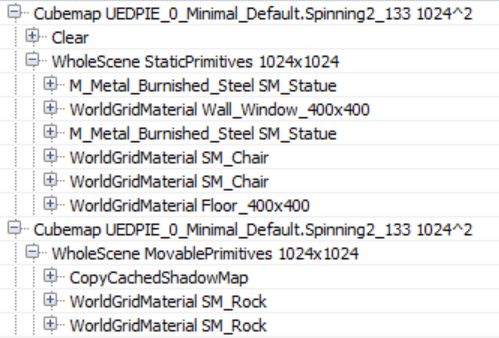 Cubemap UEDPIE_0_Minimal_Default.Spinning2_133 1024^2
Clear
WholeScene StaticPrimitives 1024x1024
M_Metal_Burnished_Steel SM_Statue
WorldGridMaterial Wall_Window_400x400
M_Metal_Burnished_Steel SM_Statue
WorldGridMaterial SM_Chair
WorldGridMaterial SM_Chair
WorldGridMaterial Floor_400x400
Cubemap UEDPIE_0_Minimal_Default.Spinning2_133 1024^2
WholeScene MovablePrimitives 1024x1024
CopyCachedShadowMap
WorldGridMaterial SM_Rock
WorldGridMaterial SM_Rock